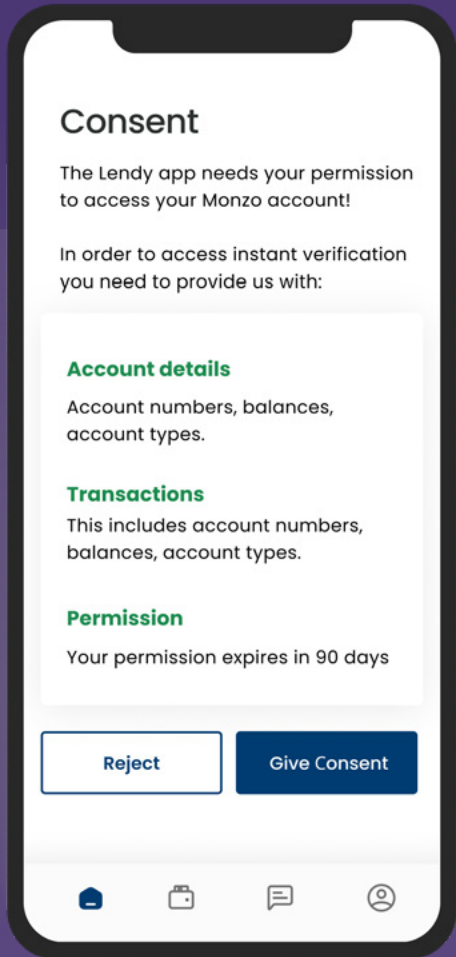 Consent
The Lendy app needs your permission
to access your Monzo account!
In order to access instant verification
you need to provide us with:
Account details
Account numbers, balances,
account types.
Transactions
This includes account numbers,
balances, account types.
Permission
Your permission expires in 90 days
Reject
Give Consent